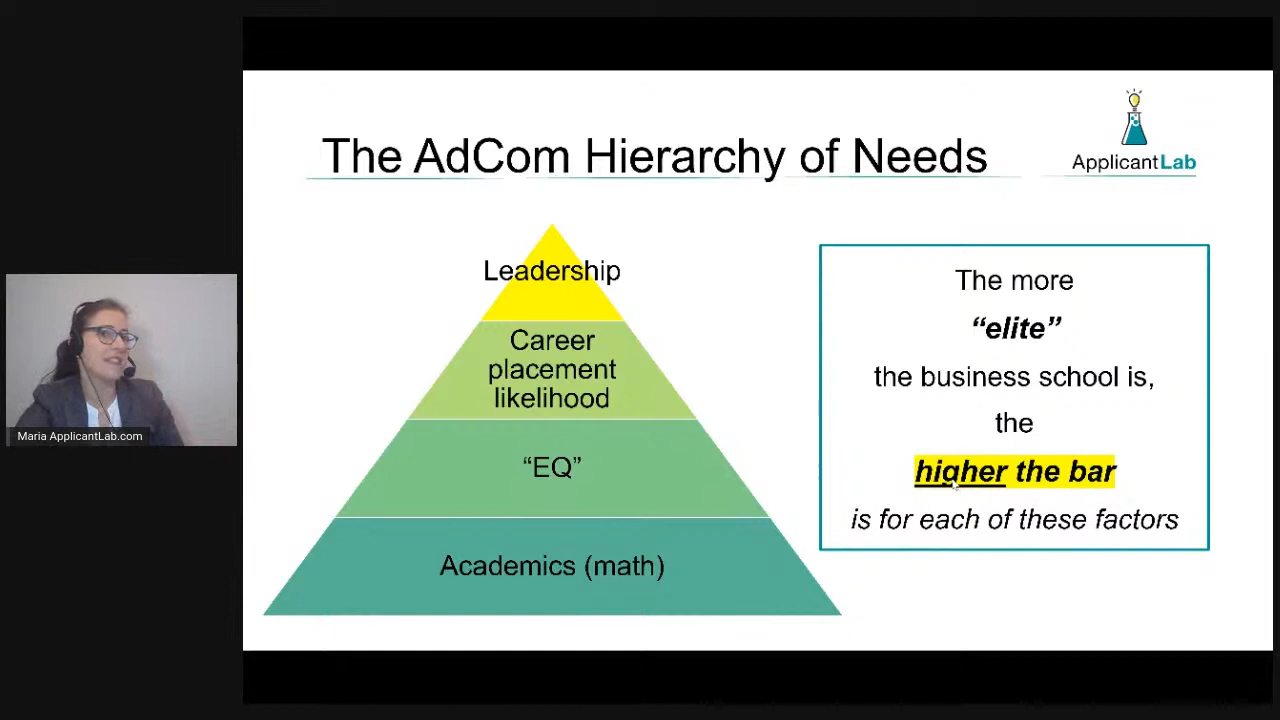 The AdCom Hierarchy of Needs
ApplicantLab
Leadership
Career
placement
likelihood
“EQ”
Academics (math)
The more
“elite”
the business school is,
the
higher the bar
is for each of these factors
Maria ApplicantLab.com